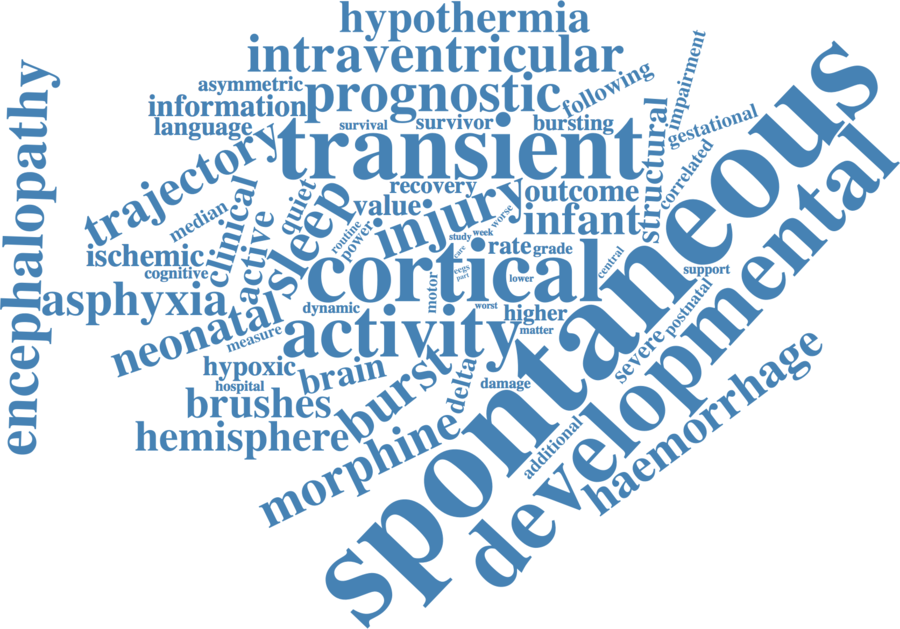 hypothermia
intraventricular
asymmetric
prognostic
following
impairment
information
language
survival
survivor
bursting
structural
gestational
encephalopathy
transient
spontaneous
trajectory
recovery
outcome
correlated
developmental
median
clinical
quiet
sleep
value
injury
worse
infant
active
routine
power
study
week
rate
grade
ischemic
cognitive
care
eegs
part
cortical
lower
central
support
asphyxia
motor
dynamic
worst
higher
postnatal
neonatal
measure
activity
matter
hypoxic
hospital
brain
burst
delta
damage
severe
haemorrhage
brushes
hemisphere
morphine
additional